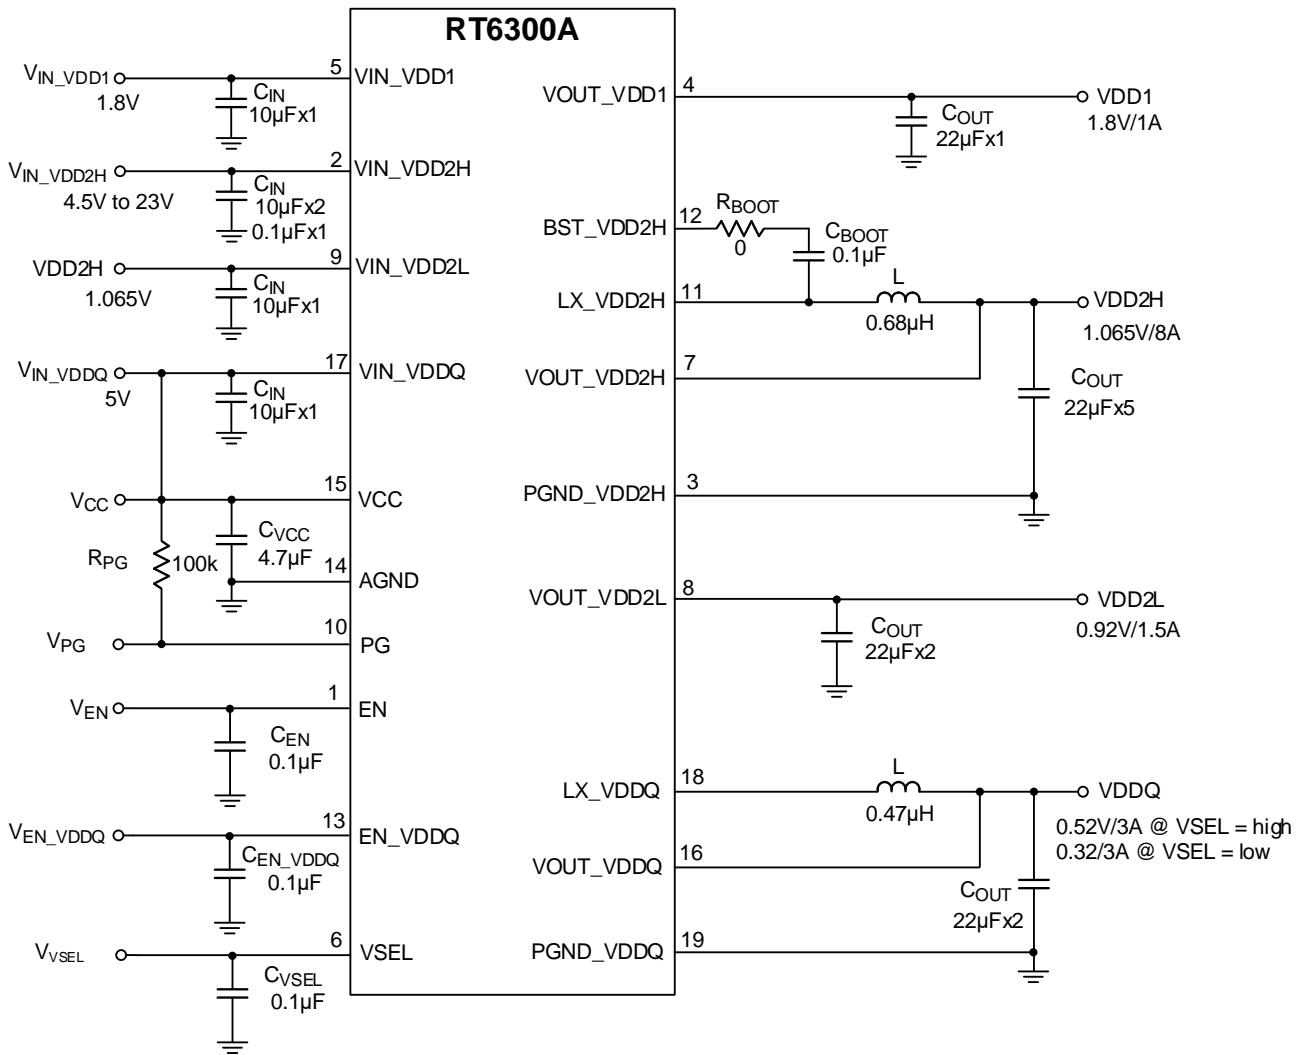 RT6300A
VIN_VDD1
1.8V
CIN
10µFx1
5
VIN_VDD1
VIN_VDD2H
4.5V to 23V
CIN
10µFx2
0.1µFx1
2
VIN_VDD2H
VDD2H
1.065V
CIN
10µFx1
9
VIN_VDD2L
VIN_VDDQ
5V
CIN
10µFx1
17
VIN_VDDQ
VCC
15
VCC
CVCC
4.7µF
RPG
100k
14
AGND
VPG
10
PG
VEN
1
EN
CEN
0.1µF
VEN_VDDQ
13
EN_VDDQ
CEN_VDDQ
0.1µF
VVSEL
6
VSEL
CVSEL
0.1µF
VOUT_VDD1
4
COUT
22µFx1
VDD1
1.8V/1A
BST_VDD2H
12
RBOOT
0
CBOOT
0.1µF
LX_VDD2H
11
L
0.68µH
VDD2H
1.065V/8A
VOUT_VDD2H
7
COUT
22µFx5
PGND_VDD2H
3
VOUT_VDD2L
8
COUT
22µFx2
VDD2L
0.92V/1.5A
LX_VDDQ
18
L
0.47µH
VDDQ
0.52V/3A @ VSEL = high
0.32/3A @ VSEL = low
VOUT_VDDQ
16
COUT
22µFx2
PGND_VDDQ
19